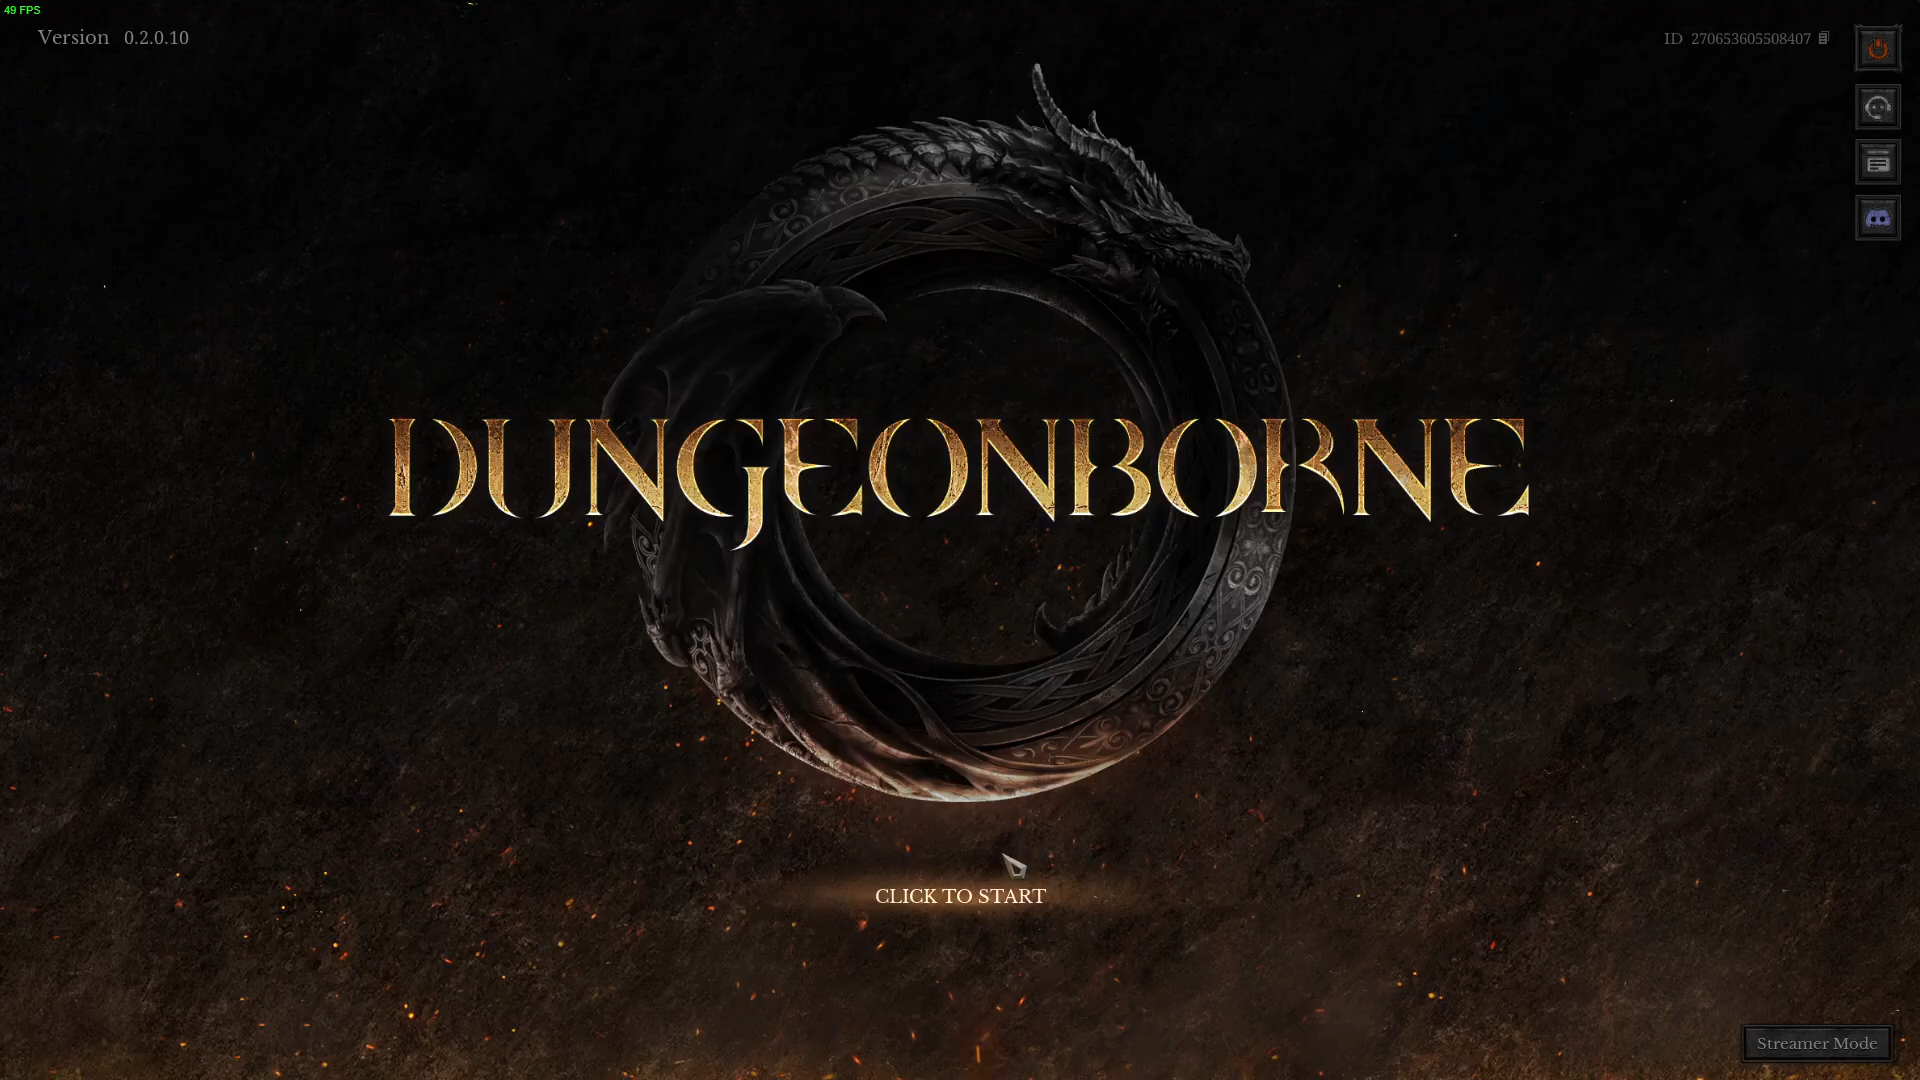 49 FPS
Version 0.2.0.10
ID 270653605508407
DUNGEONBORNE
CLICK TO START
Streamer Mode